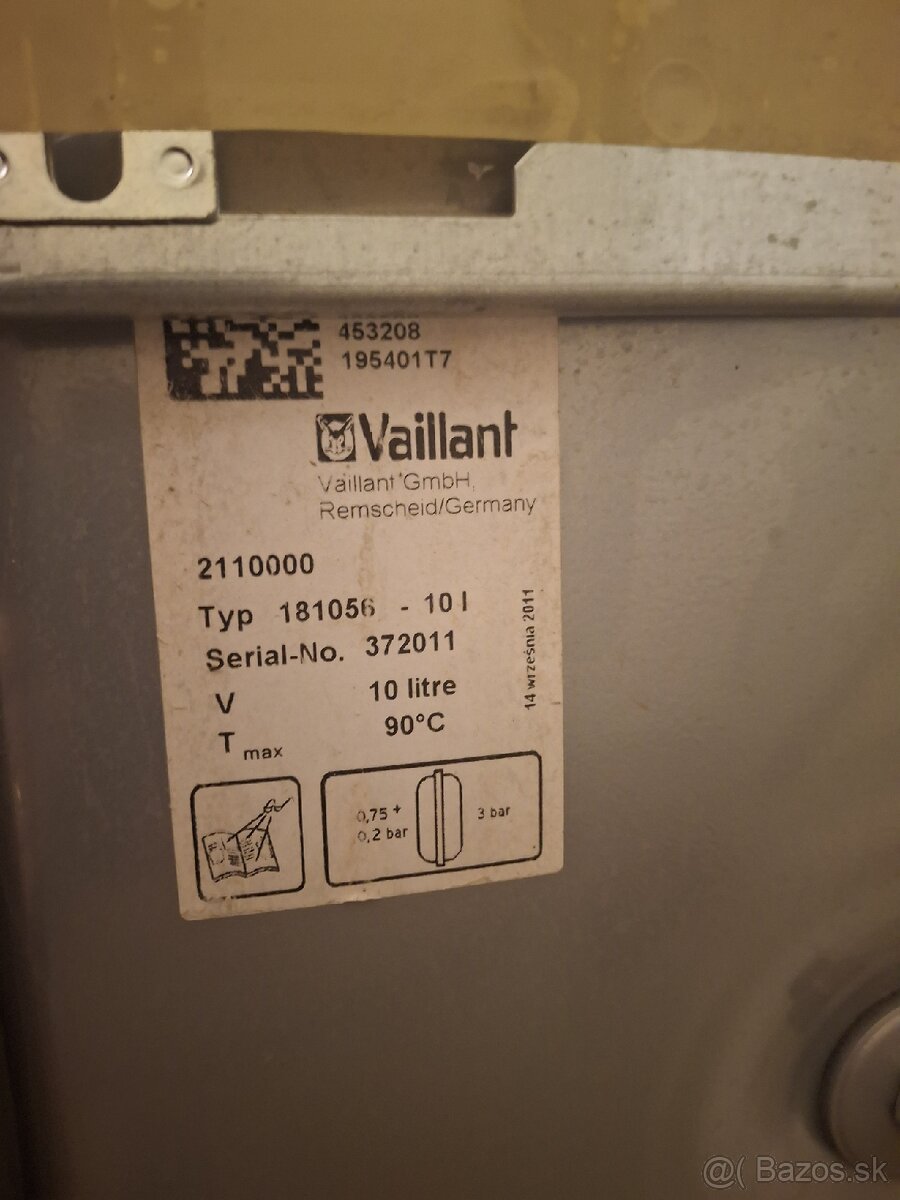 453208
195401T7
Vaillant
Vaillant GmbH,
Remscheid/Germany
2110000
Typ 181056 - 10 l
Serial-No. 372011
V 10 litre
T max 90°C
14 września 2011
0,75 +
0,2 bar
3 bar
@( Bazos.sk